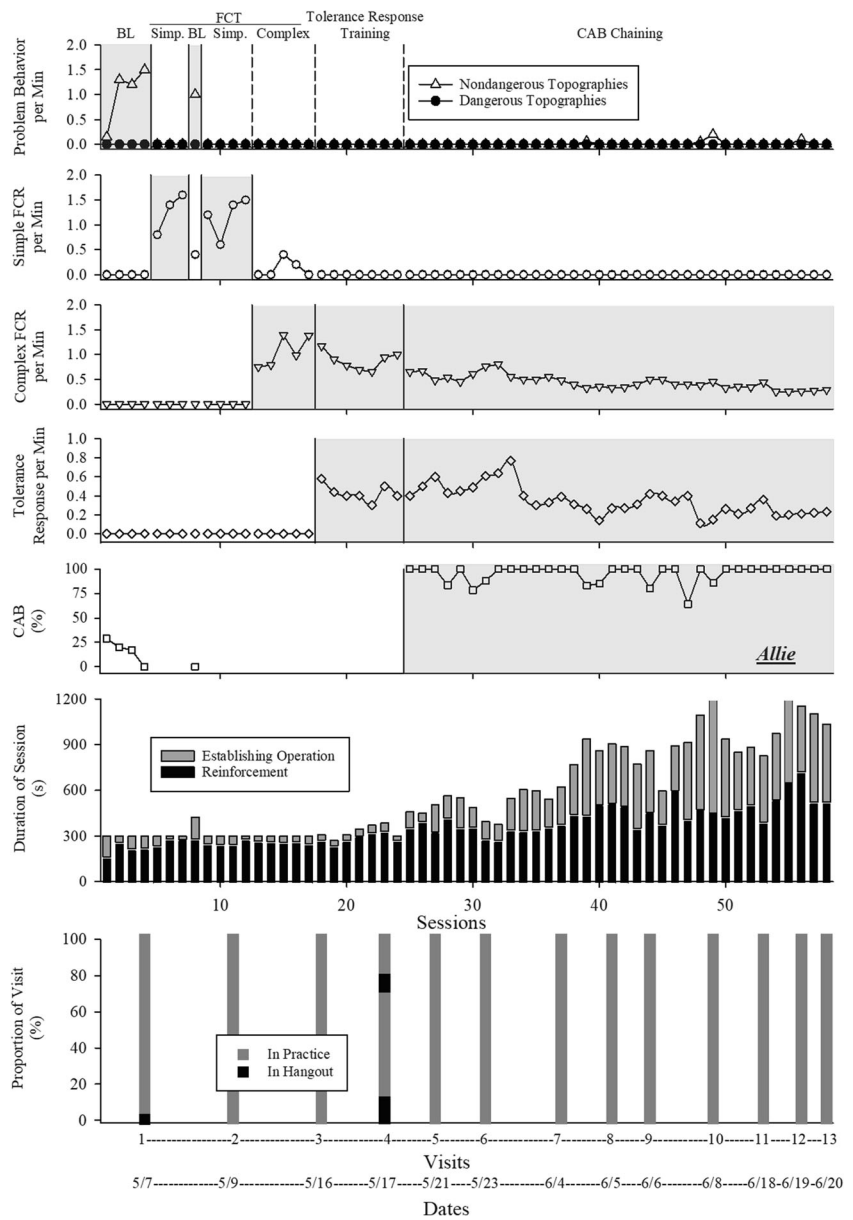 FCT
Tolerance Response
BL Simp. BL Simp. Complex Training CAB Chaining
Problem Behavior
per Min
2.0
1.5
1.0
0.5
0.0
Nondangerous Topographies
Dangerous Topographies
Simple FCR
per Min
2.0
1.5
1.0
0.5
0.0
Complex FCR
per Min
2.0
1.5
1.0
0.5
0.0
Tolerance
Response per Min
1.0
0.8
0.6
0.4
0.2
0.0
CAB
(%)
100
75
50
25
0
Allie
Duration of Session
(s)
1200
900
600
300
0
Establishing Operation
Reinforcement
10 20 30 40 50
Sessions
Proportion of Visit
(%)
100
80
60
40
20
0
In Practice
In Hangout
1--------------2-------------3----------4-------5-------6-----------7-------8-----9----------10------11-----12---13
Visits
5/7------------5/9-------------5/16--------5/17-----5/21-----5/23---------6/4-------6/5-----6/6--------6/8------6/18---6/19---6/20
Dates